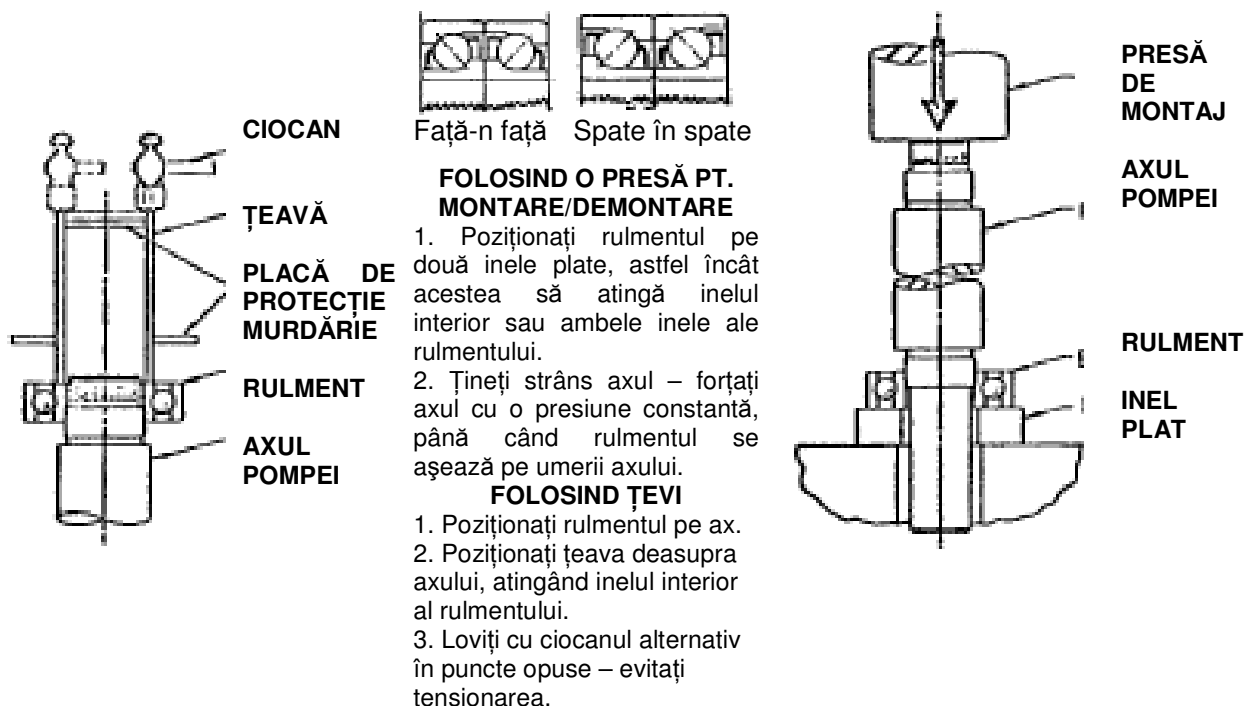 CIOCAN
ȚEAVĂ
PLACĂ DE
PROTECȚIE
MURDĂRIE
RULMENT
AXUL
POMPEI
Față-n față Spate în spate
FOLOSIND O PRESĂ PT.
MONTARE/DEMONTARE
1. Poziționați rulmentul pe
două inele plate, astfel încât
acestea să atingă inelul
interior sau ambele inele ale
rulmentului.
2. Țineți strâns axul – forțați
axul cu o presiune constantă,
până când rulmentul se
așează pe umerii axului.
FOLOSIND ȚEVI
1. Poziționați rulmentul pe ax.
2. Poziționați țeava deasupra
axului, atingând inelul interior
al rulmentului.
3. Loviți cu ciocanul alternativ
în puncte opuse – evitați
tensionarea.
PRESĂ
DE
MONTAJ
AXUL
POMPEI
RULMENT
INEL
PLAT